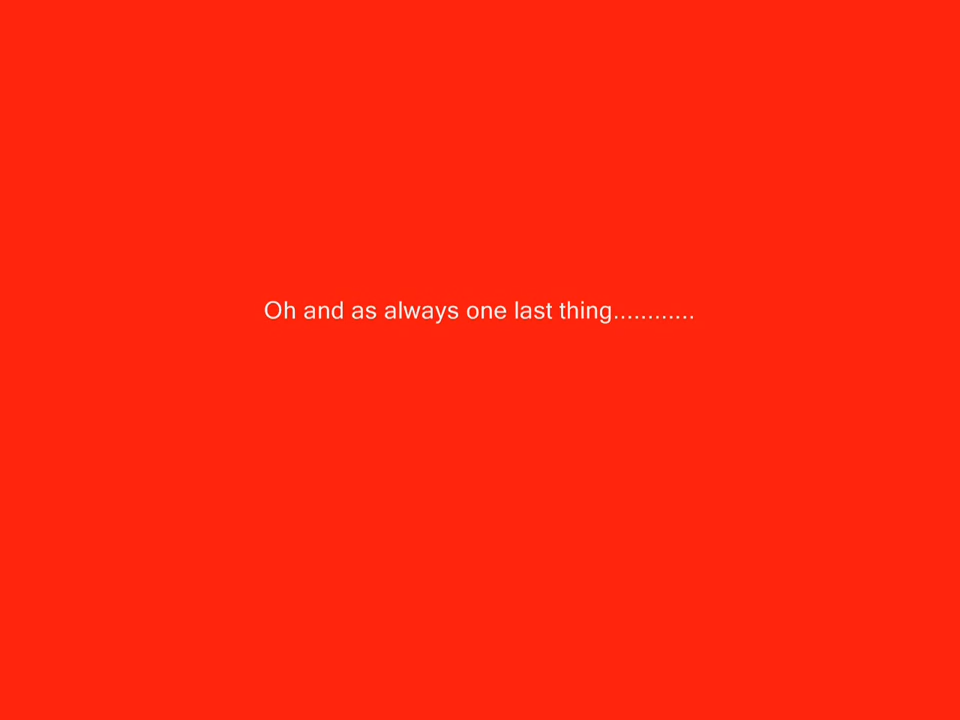 Oh and as always one last thing............